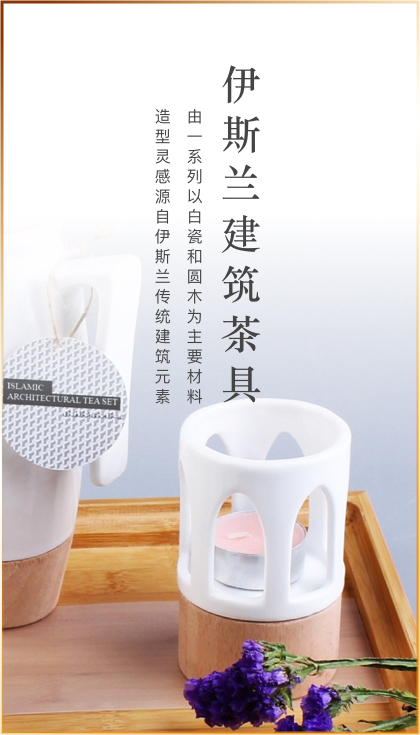 伊斯兰建筑茶具
由一系列以白瓷和圆木为主要材料
造型灵感源自伊斯兰传统建筑元素
ISLAMIC
ARCHITECTURAL TEA SET